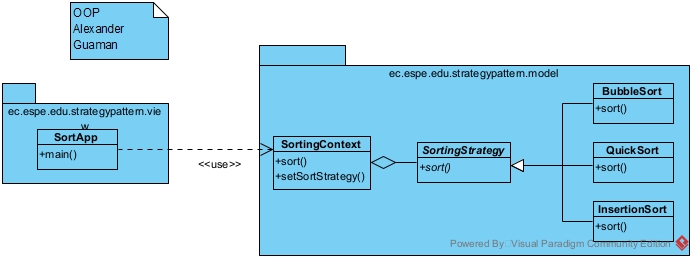 OOP
Alexander
Guaman
ec.espe.edu.strategypattern.vie
w
SortApp
+main()
<<use>>
ec.espe.edu.strategypattern.model
SortingContext
+sort()
+setSortStrategy()
SortingStrategy
+sort()
BubbleSort
+sort()
QuickSort
+sort()
InsertionSort
+sort()
Powered By Visual Paradigm Community Edition